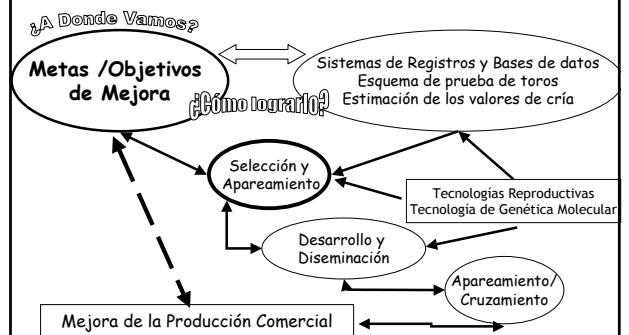 ¿A Donde Vamos?
Metas /Objetivos
de Mejora
¿Cómo lograrlo?
Sistemas de Registros y Bases de datos
Esquema de prueba de toros
Estimación de los valores de cría
Selección y
Apareamiento
Tecnologías Reproductivas
Tecnología de Genética Molecular
Desarrollo y
Diseminación
Apareamiento/
Cruzamiento
Mejora de la Producción Comercial